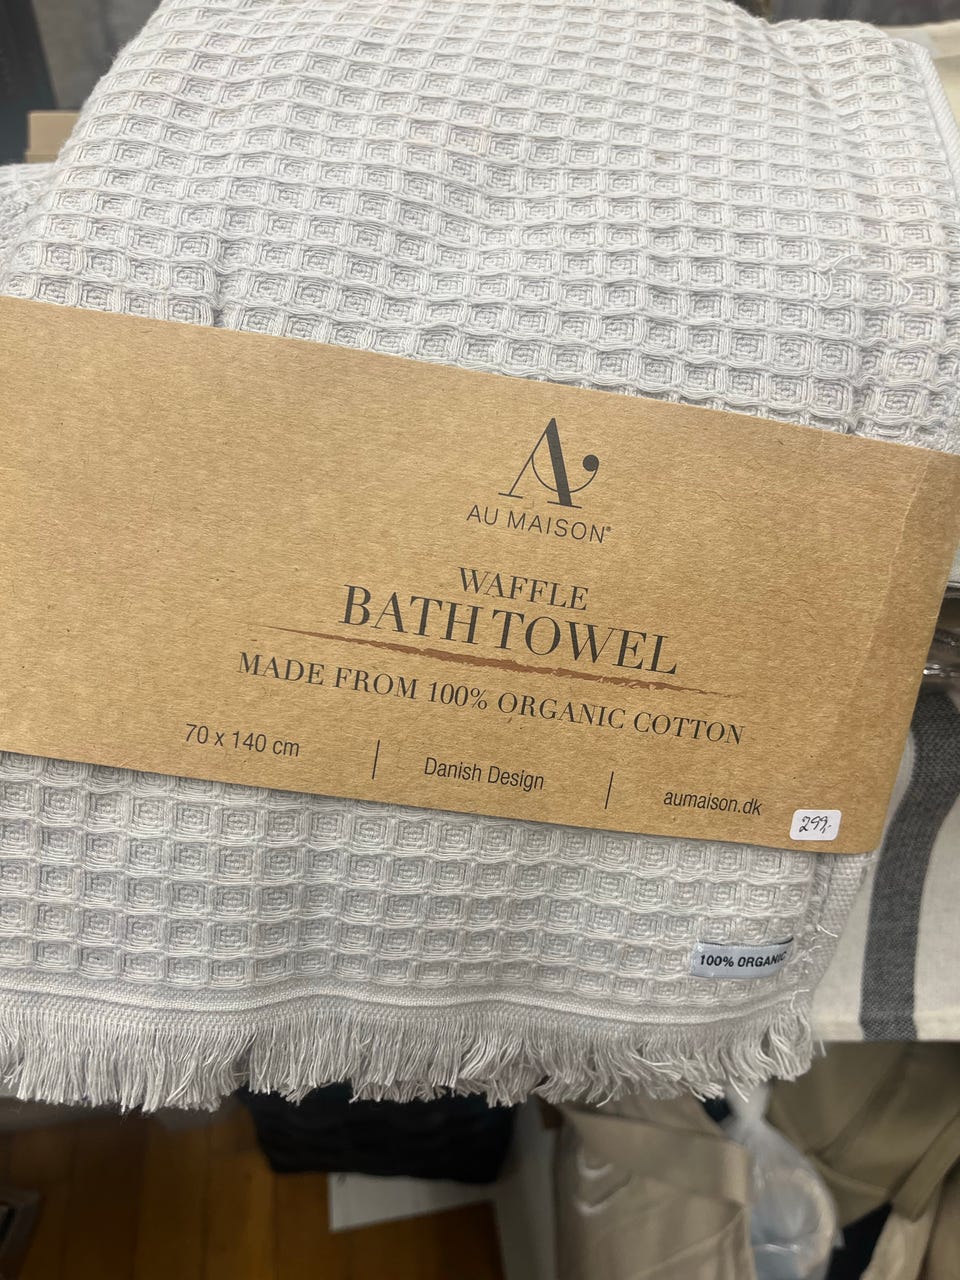 A
AU MAISON®
WAFFLE
BATH TOWEL
MADE FROM 100% ORGANIC COTTON
70 x 140 cm | Danish Design | aumaison.dk
299,-
100% ORGANIC